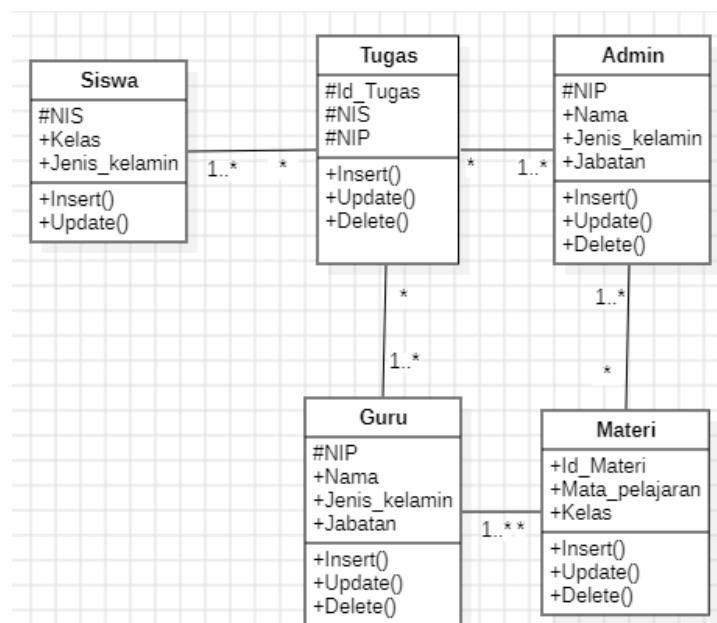 Siswa
#NIS
+Kelas
+Jenis_kelamin
+Insert()
+Update()
1..*
*
Tugas
#Id_Tugas
#NIS
#NIP
+Insert()
+Update()
+Delete()
*
1..*
Admin
#NIP
+Nama
+Jenis_kelamin
+Jabatan
+Insert()
+Update()
+Delete()
*
1..*
1..*
*
Guru
#NIP
+Nama
+Jenis_kelamin
+Jabatan
+Insert()
+Update()
+Delete()
1..* *
Materi
+Id_Materi
+Mata_pelajaran
+Kelas
+Insert()
+Update()
+Delete()